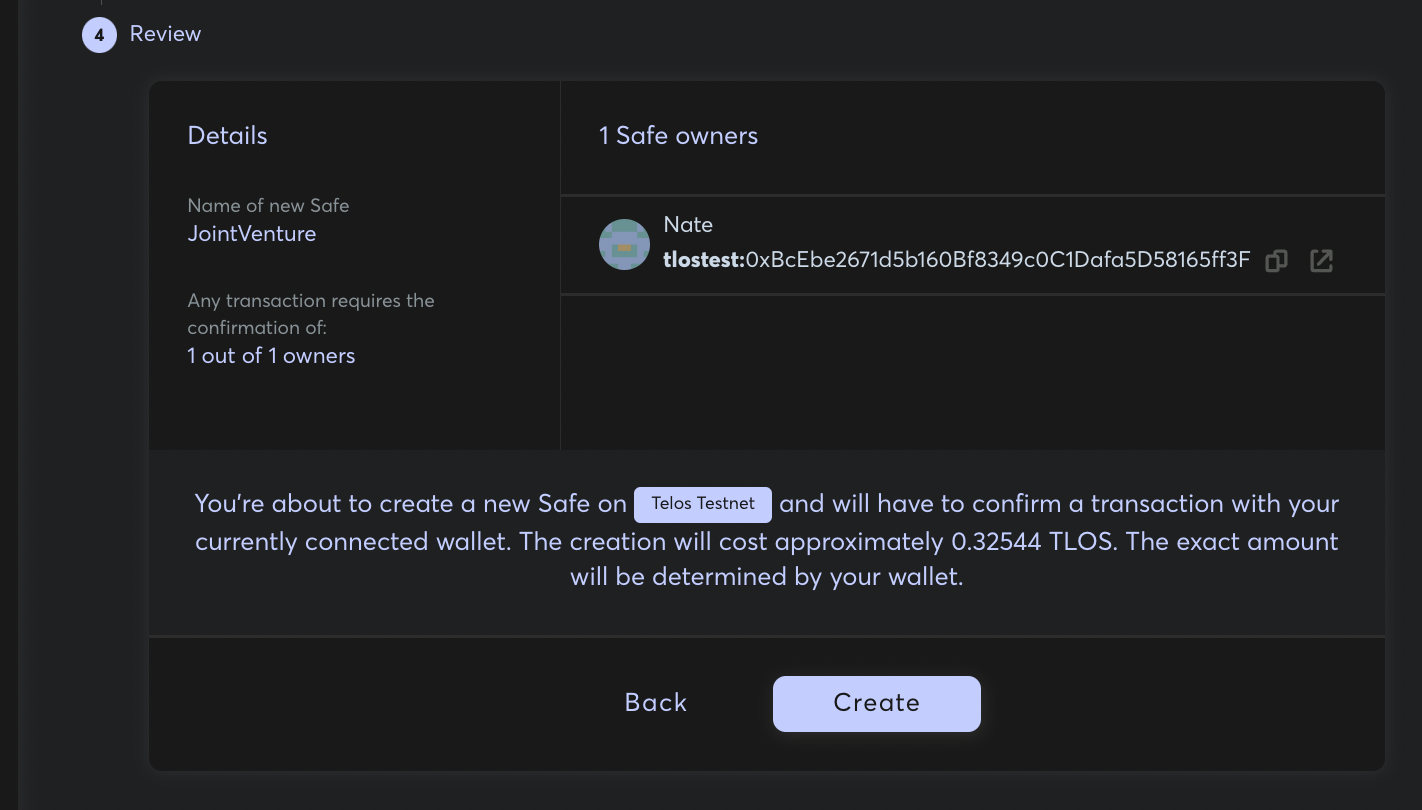 4 Review
Details
Name of new Safe
JointVenture
Any transaction requires the
confirmation of:
1 out of 1 owners
1 Safe owners
Nate
tlostest:0xBcEbe2671d5b160Bf8349c0C1Dafa5D58165ff3F
You're about to create a new Safe on Telos Testnet and will have to confirm a transaction with your
currently connected wallet. The creation will cost approximately 0.32544 TLOS. The exact amount
will be determined by your wallet.
Back Create